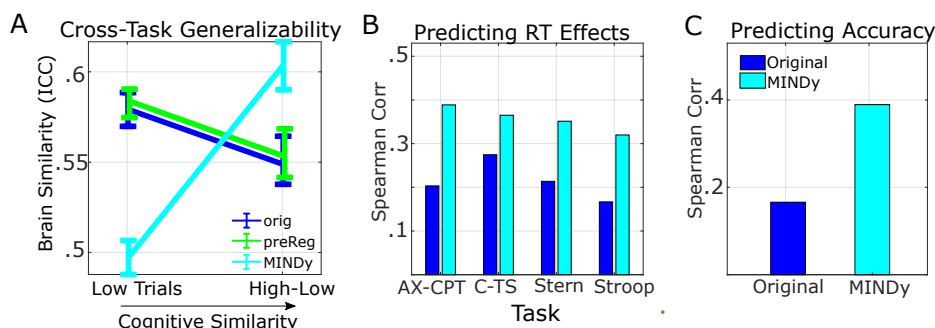 A
Cross-Task Generalizability
Brain Similarity (ICC)
.6
.55
.5
orig
preReg
MINDy
Low Trials
High-Low
Cognitive Similarity
B
Predicting RT Effects
Spearman Corr
.5
.3
.1
AX-CPT
C-TS
Stern
Stroop
Task
C
Predicting Accuracy
Original
MINDy
Spearman Corr
.4
.2
Original
MINDy